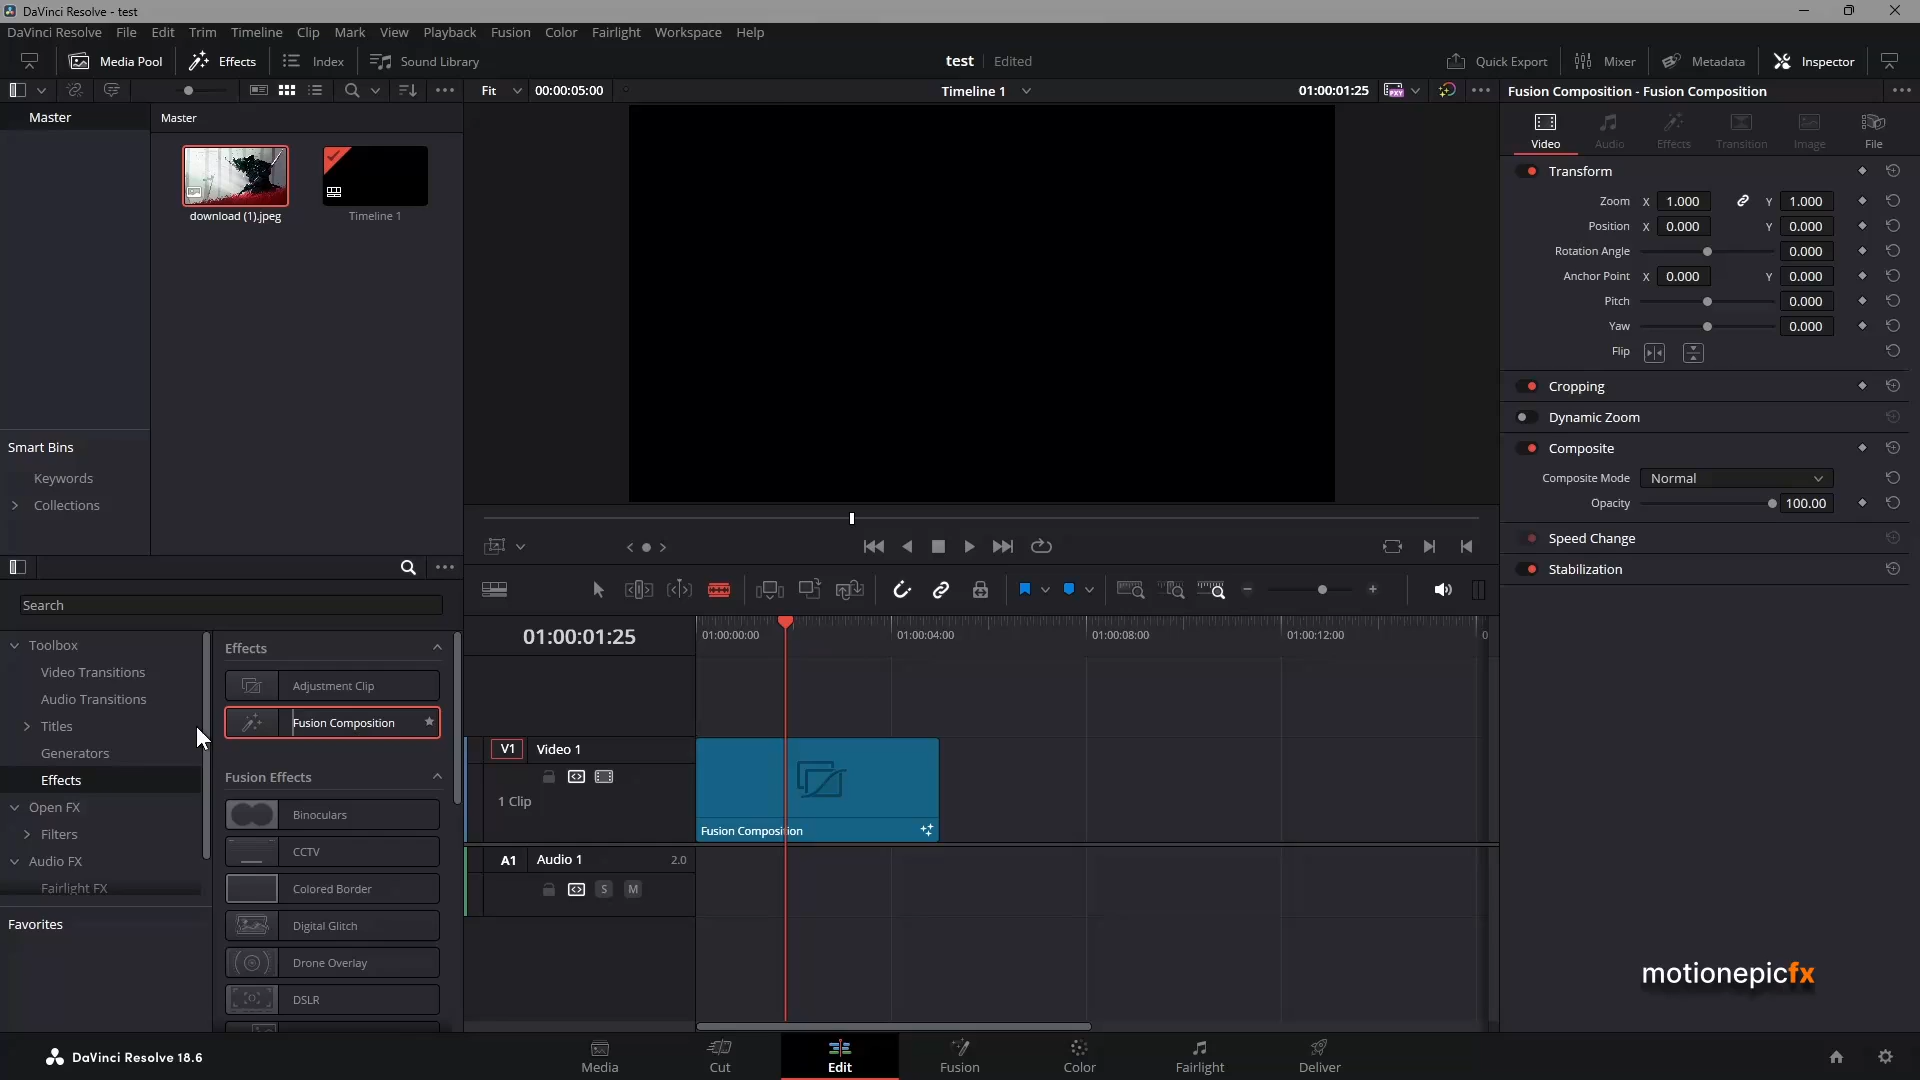 DaVinci Resolve - test
DaVinci Resolve File Edit Trim Timeline Clip Mark View Playback Fusion Color Fairlight Workspace Help
Media Pool Effects Index Sound Library test Edited Quick Export Mixer Metadata Inspector
Fit 00:00:05:00 Timeline 1 01:00:01:25 Fusion Composition - Fusion Composition
Master
Master
download (1).jpeg
Timeline 1
Smart Bins
Keywords
Collections
Video Audio Effects Transition Image File
Transform
Zoom X 1.000 Y 1.000
Position X 0.000 Y 0.000
Rotation Angle 0.000
Anchor Point X 0.000 Y 0.000
Pitch 0.000
Yaw 0.000
Flip
Cropping
Dynamic Zoom
Composite
Composite Mode Normal
Opacity 100.00
Speed Change
Stabilization
Search
Toolbox
Video Transitions
Audio Transitions
Titles
Generators
Effects
Open FX
Filters
Audio FX
Fairlight FX
Favorites
Effects
Adjustment Clip
Fusion Composition
Fusion Effects
Binoculars
CCTV
Colored Border
Digital Glitch
Drone Overlay
DSLR
01:00:01:25 01:00:00:00 01:00:04:00 01:00:08:00 01:00:12:00 0
V1 Video 1
1 Clip
Fusion Composition
A1 Audio 1 2.0
S M
motionepicfx
DaVinci Resolve 18.6
Media Cut Edit Fusion Color Fairlight Deliver